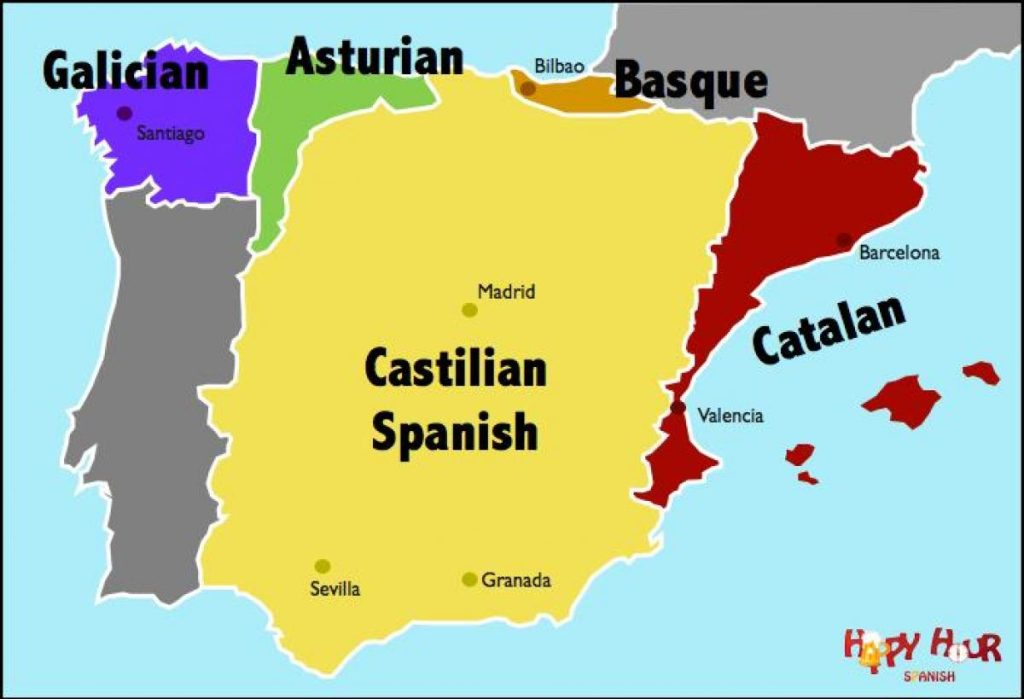 Galician
Asturian
Bilbao
Basque
Santiago
Barcelona
Madrid
Catalan
Castilian
Spanish
Valencia
Sevilla
Granada
HAPPY HOUR
SPANISH